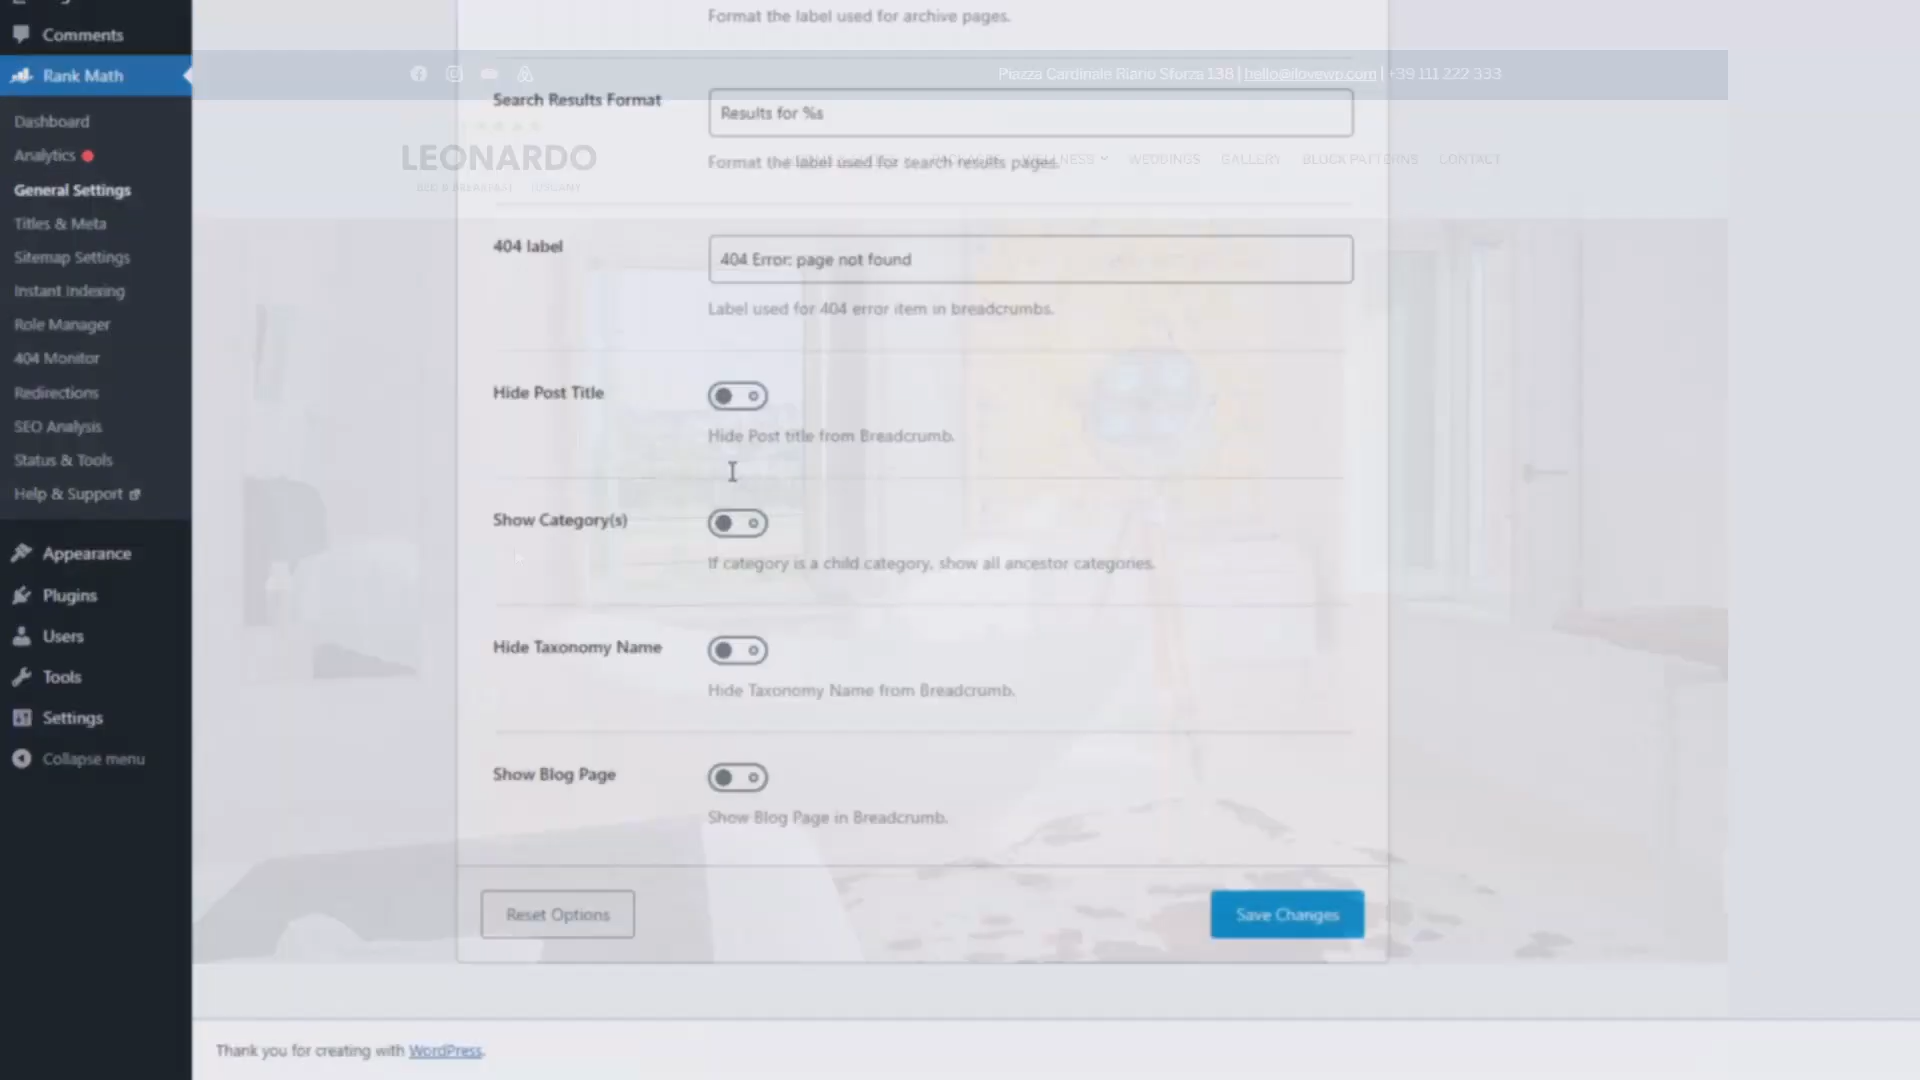 Comments
Rank Math
Dashboard
Analytics
General Settings
Titles & Meta
Sitemap Settings
Instant Indexing
Role Manager
404 Monitor
Redirections
SEO Analysis
Status & Tools
Help & Support
Appearance
Plugins
Users
Tools
Settings
Collapse menu
Format the label used for archive pages.
Piazza Cardinale Riario Sforza 138 | hello@ilovewp.com | +39 111 222 333
Search Results Format
Results for %s
LEONARDO
BED & BREAKFAST TUSCANY
WELLNESS
WEDDINGS
GALLERY
BLOCK PATTERNS
CONTACT
Format the label used for search results pages.
404 label
404 Error: page not found
Label used for 404 error item in breadcrumbs.
Hide Post Title
Hide Post title from Breadcrumb.
Show Category(s)
If category is a child category, show all ancestor categories.
Hide Taxonomy Name
Hide Taxonomy Name from Breadcrumb.
Show Blog Page
Show Blog Page in Breadcrumb.
Reset Options
Save Changes
Thank you for creating with WordPress.